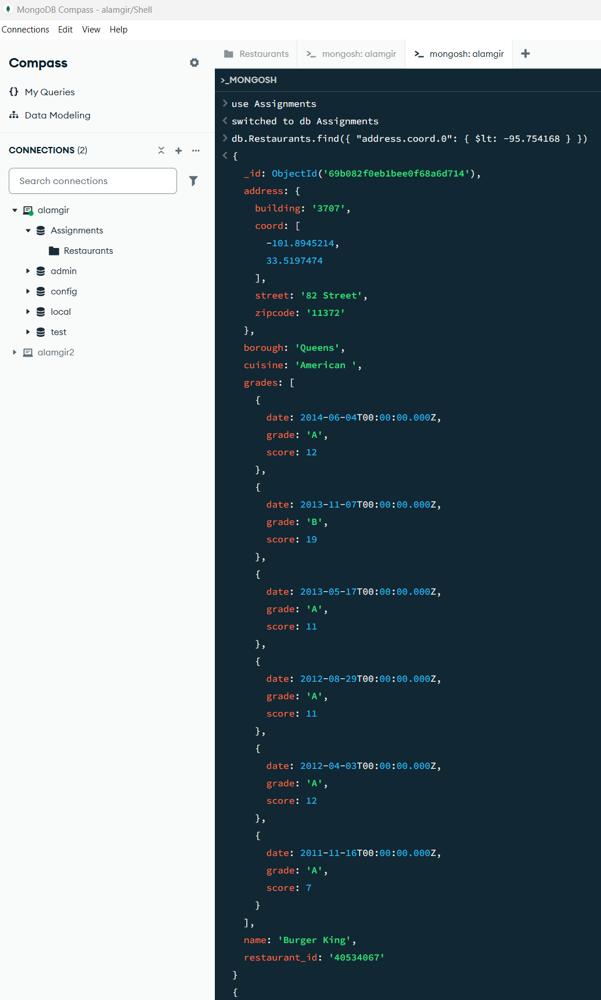 MongoDB Compass - alamgir/Shell
Connections Edit View Help
Compass
My Queries
Data Modeling
CONNECTIONS (2)
Search connections
alamgir
Assignments
Restaurants
admin
config
local
test
alamgir2
Restaurants
mongosh: alamgir
mongosh: alamgir
>_MONGOSH
> use Assignments
< switched to db Assignments
> db.Restaurants.find({ "address.coord.0": { $lt: -95.754168 } })
< {
_id: ObjectId('69b082f0eb1bee0f68a6d714'),
address: {
building: '3707',
coord: [
-101.8945214,
33.5197474
],
street: '82 Street',
zipcode: '11372'
},
borough: 'Queens',
cuisine: 'American ',
grades: [
{
date: 2014-06-04T00:00:00.000Z,
grade: 'A',
score: 12
},
{
date: 2013-11-07T00:00:00.000Z,
grade: 'B',
score: 19
},
{
date: 2013-05-17T00:00:00.000Z,
grade: 'A',
score: 11
},
{
date: 2012-08-29T00:00:00.000Z,
grade: 'A',
score: 11
},
{
date: 2012-04-03T00:00:00.000Z,
grade: 'A',
score: 12
},
{
date: 2011-11-16T00:00:00.000Z,
grade: 'A',
score: 7
}
],
name: 'Burger King',
restaurant_id: '40534067'
}
{